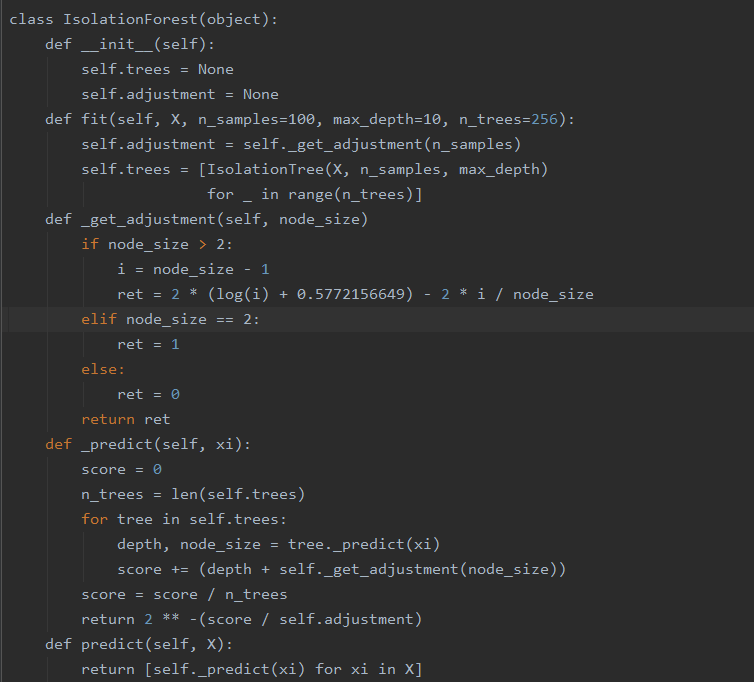 class IsolationForest(object):
    def __init__(self):
        self.trees = None
        self.adjustment = None
    def fit(self, X, n_samples=100, max_depth=10, n_trees=256):
        self.adjustment = self._get_adjustment(n_samples)
        self.trees = [IsolationTree(X, n_samples, max_depth)
                      for _ in range(n_trees)]
    def _get_adjustment(self, node_size)
        if node_size > 2:
            i = node_size - 1
            ret = 2 * (log(i) + 0.5772156649) - 2 * i / node_size
        elif node_size == 2:
            ret = 1
        else:
            ret = 0
        return ret
    def _predict(self, xi):
        score = 0
        n_trees = len(self.trees)
        for tree in self.trees:
            depth, node_size = tree._predict(xi)
            score += (depth + self._get_adjustment(node_size))
        score = score / n_trees
        return 2 ** -(score / self.adjustment)
    def predict(self, X):
        return [self._predict(xi) for xi in X]